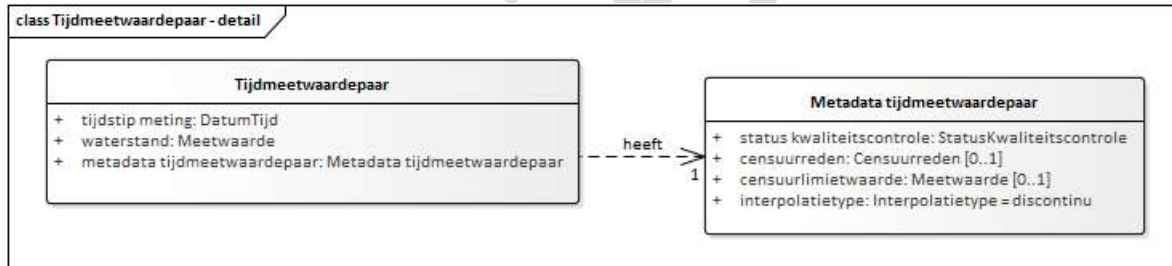 class Tijdmeetwaardepaar - detail
Tijdmeetwaardepaar
+ tijdstip meting: DatumTijd
+ waterstand: Meetwaarde
+ metadata tijdmeetwaardepaar: Metadata tijdmeetwaardepaar
heeft
1
Metadata tijdmeetwaardepaar
+ status kwaliteitscontrole: StatusKwaliteitscontrole
+ censuurreden: Censuurreden [0..1]
+ censuurlimietwaarde: Meetwaarde [0..1]
+ interpolatietype: Interpolatietype = discontinu